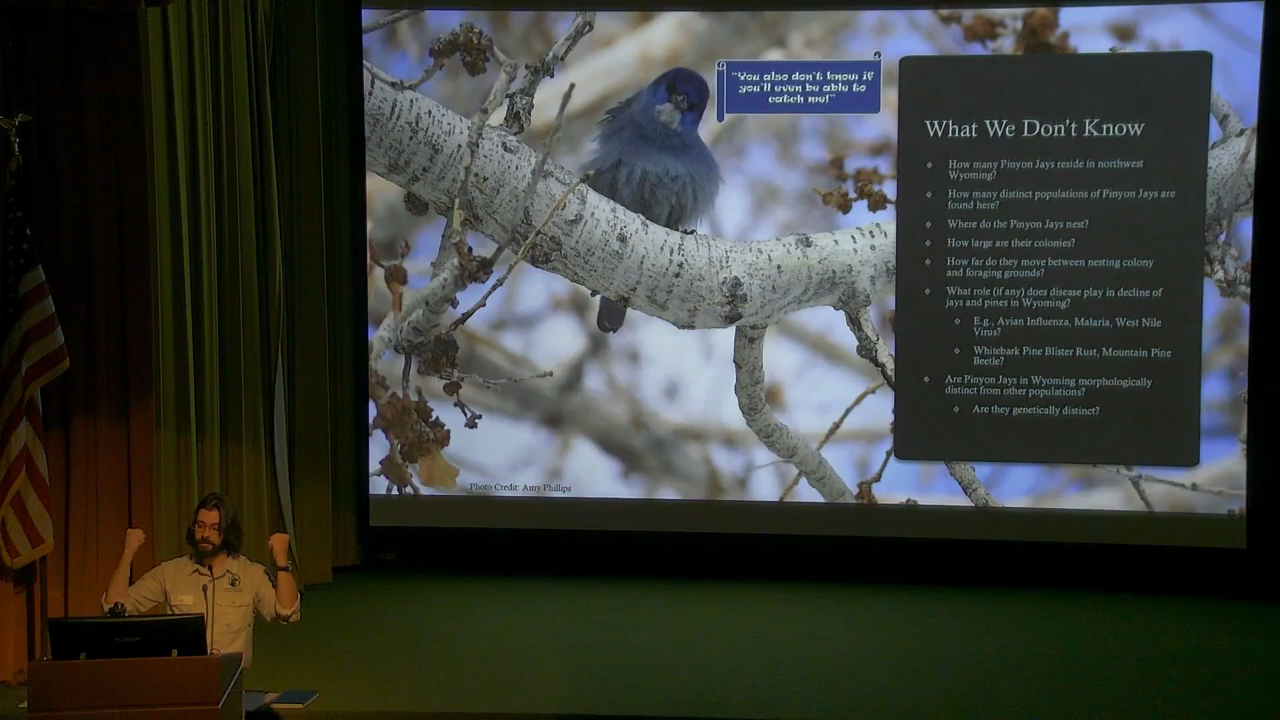 "You also don't know if
you'll even be able to
catch me!"
What We Don't Know
How many Pinyon Jays reside in northwest
Wyoming?
How many distinct populations of Pinyon Jays are
found here?
Where do the Pinyon Jays nest?
How large are their colonies?
How far do they move between nesting colony
and foraging grounds?
What role (if any) does disease play in decline of
jays and pines in Wyoming?
E.g., Avian Influenza, Malaria, West Nile
Virus?
Whitebark Pine Blister Rust, Mountain Pine
Beetle?
Are Pinyon Jays in Wyoming morphologically
distinct from other populations?
Are they genetically distinct?
Photo Credit: Amy Phillips